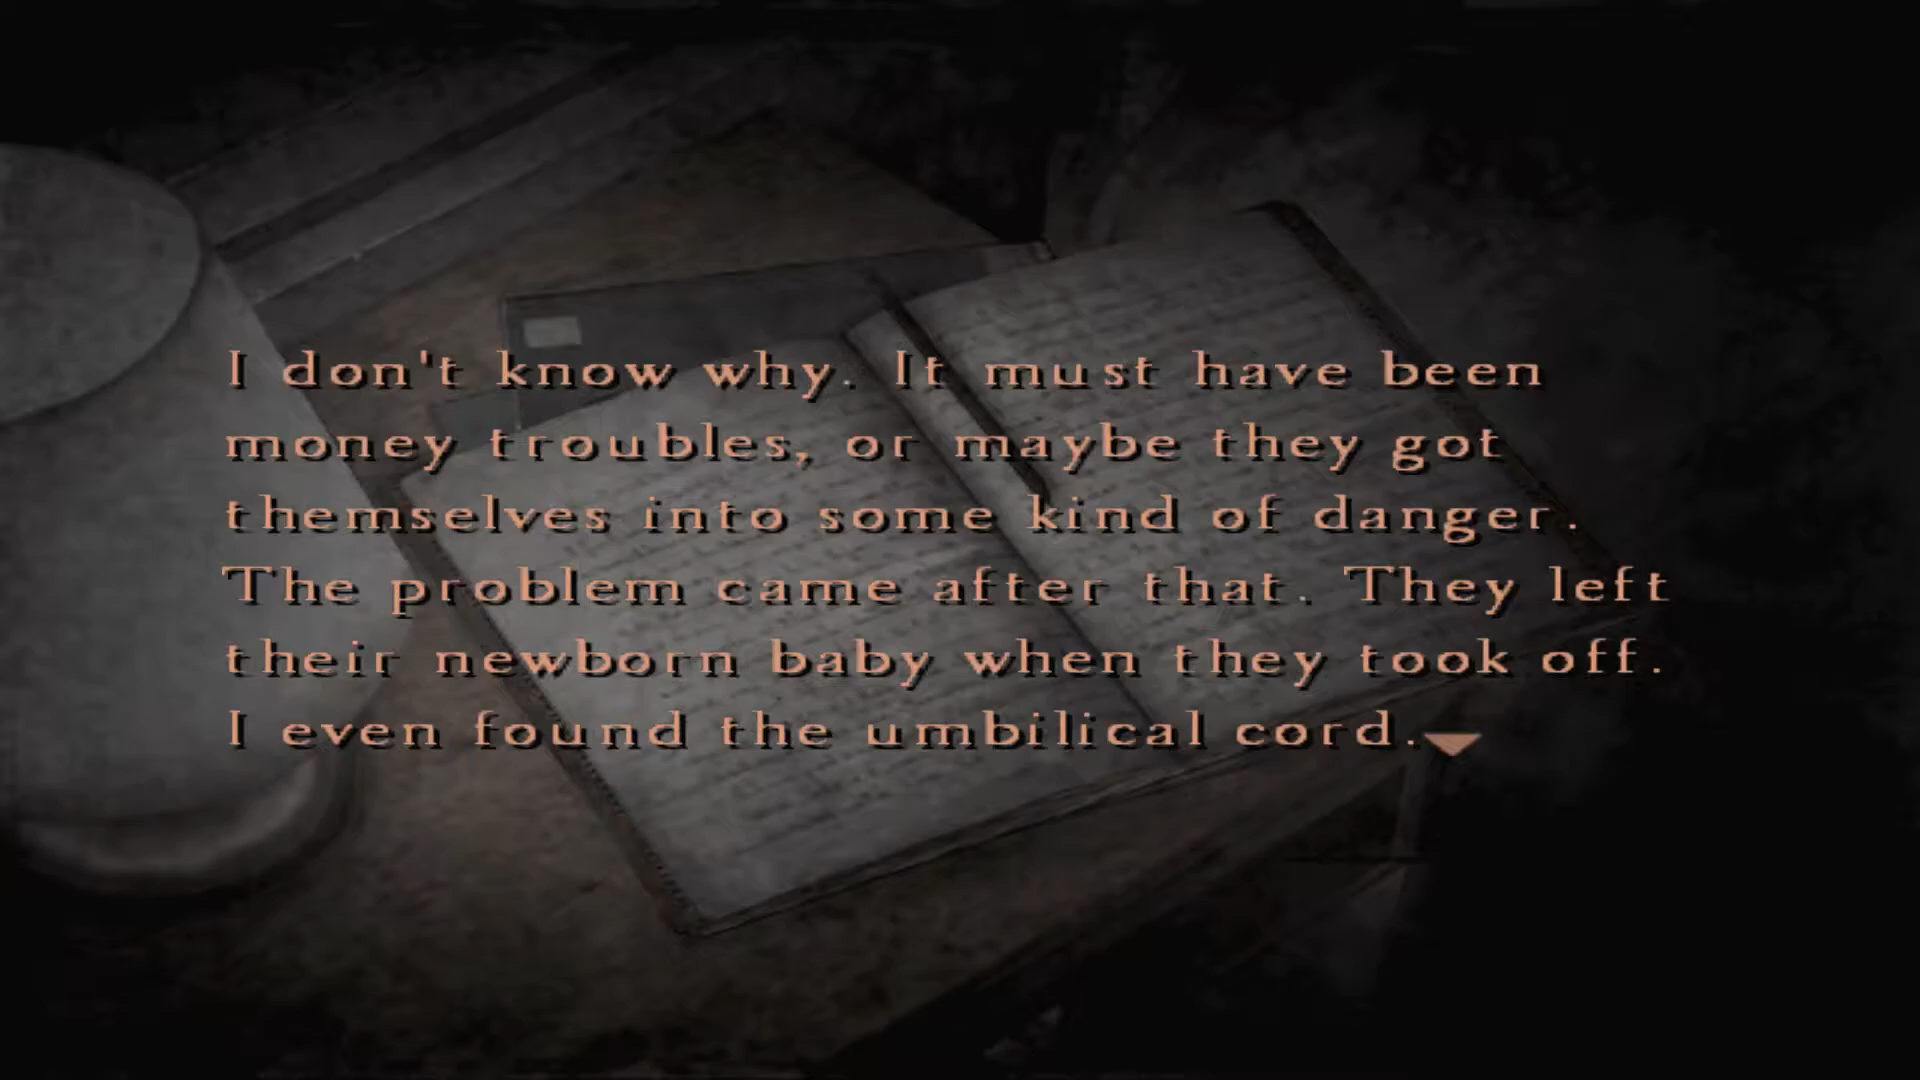 I don't know why. It must have been
money troubles, or maybe they got
themselves into some kind of danger.
The problem came after that. They left
their newborn baby when they took off.
I even found the umbilical cord.